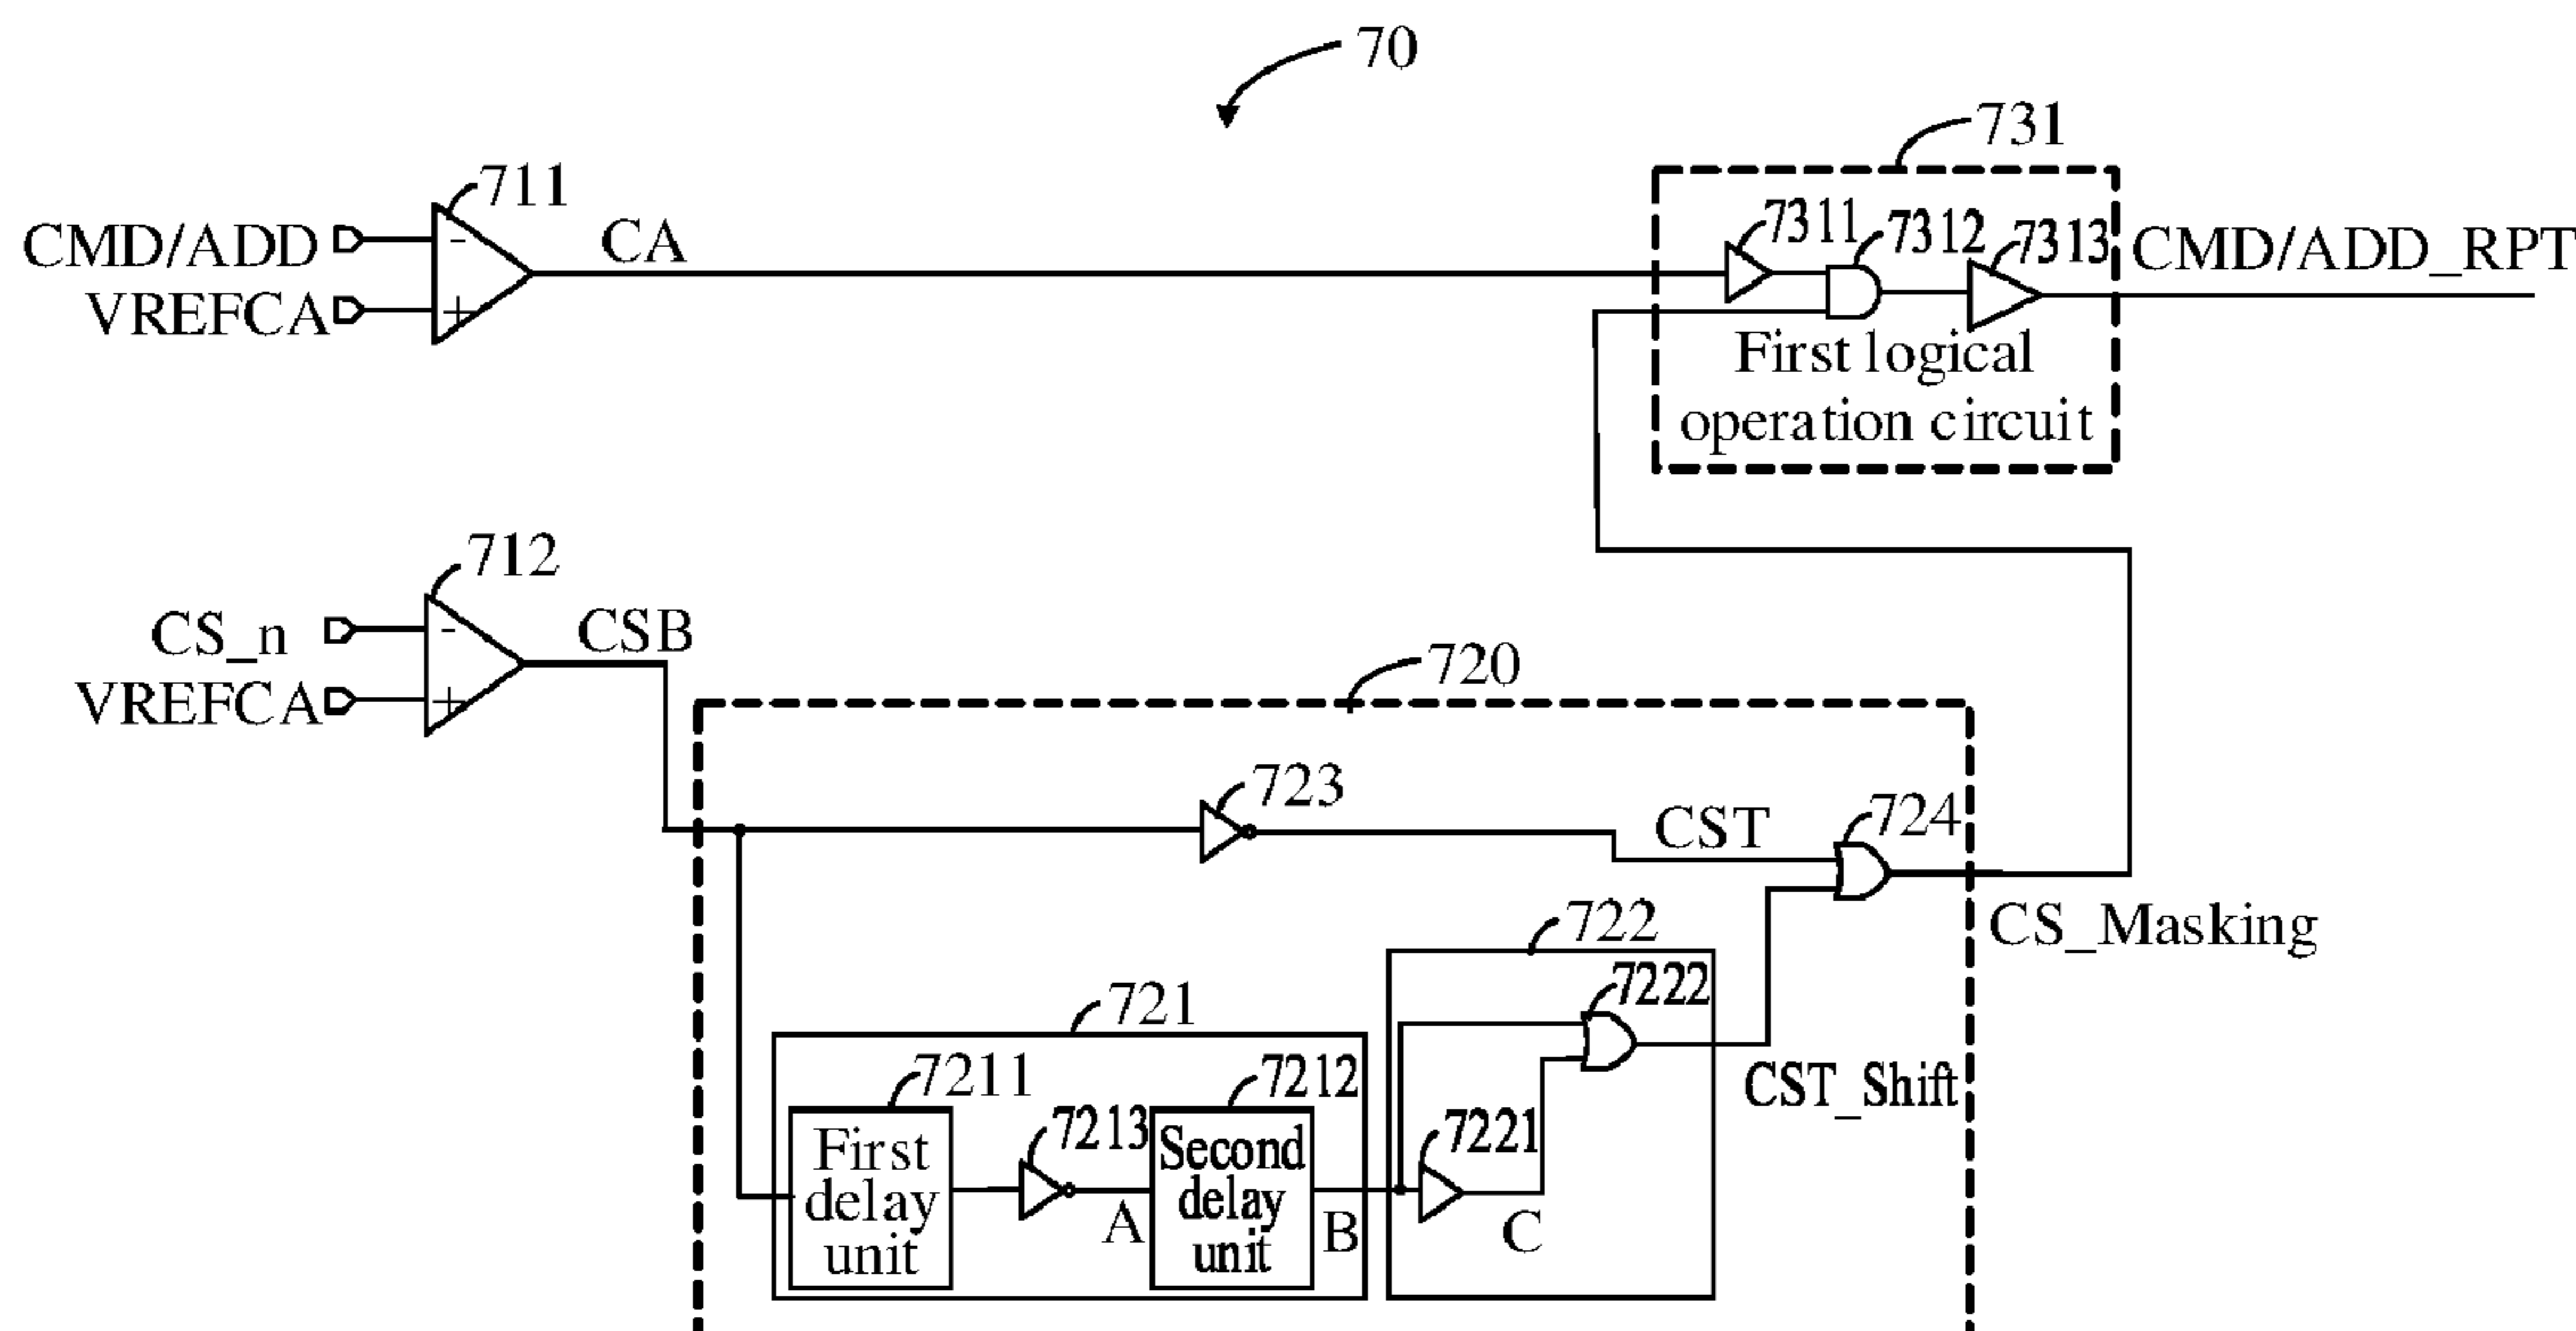 70
731
711
CMD/ADD
-
CA
7311
7312
7313
CMD/ADD_RPT
VREFCA
+
First logical
operation circuit
712
CS_n
-
CSB
VREFCA
+
720
723
CST
724
CS_Masking
722
7222
CST_Shift
721
7211
7212
7213
7221
First
delay
unit
A
Second
delay
unit
B
C